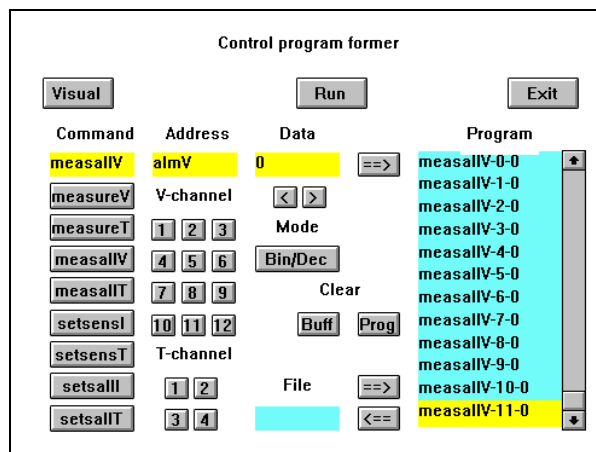 Control program former
Visual Run Exit
Command Address Data Program
measallV almV 0 ==> measallV-0-0
measureV V-channel < > measallV-1-0
measallV-2-0
measureT 1 2 3 Mode measallV-3-0
measallV 4 5 6 Bin/Dec measallV-4-0
measallV-5-0
measallT 7 8 9 Clear measallV-6-0
setsensI 10 11 12 Buff Prog measallV-7-0
measallV-8-0
setsensT T-channel measallV-9-0
setsallI 1 2 File ==> measallV-10-0
setsallT 3 4 <== measallV-11-0